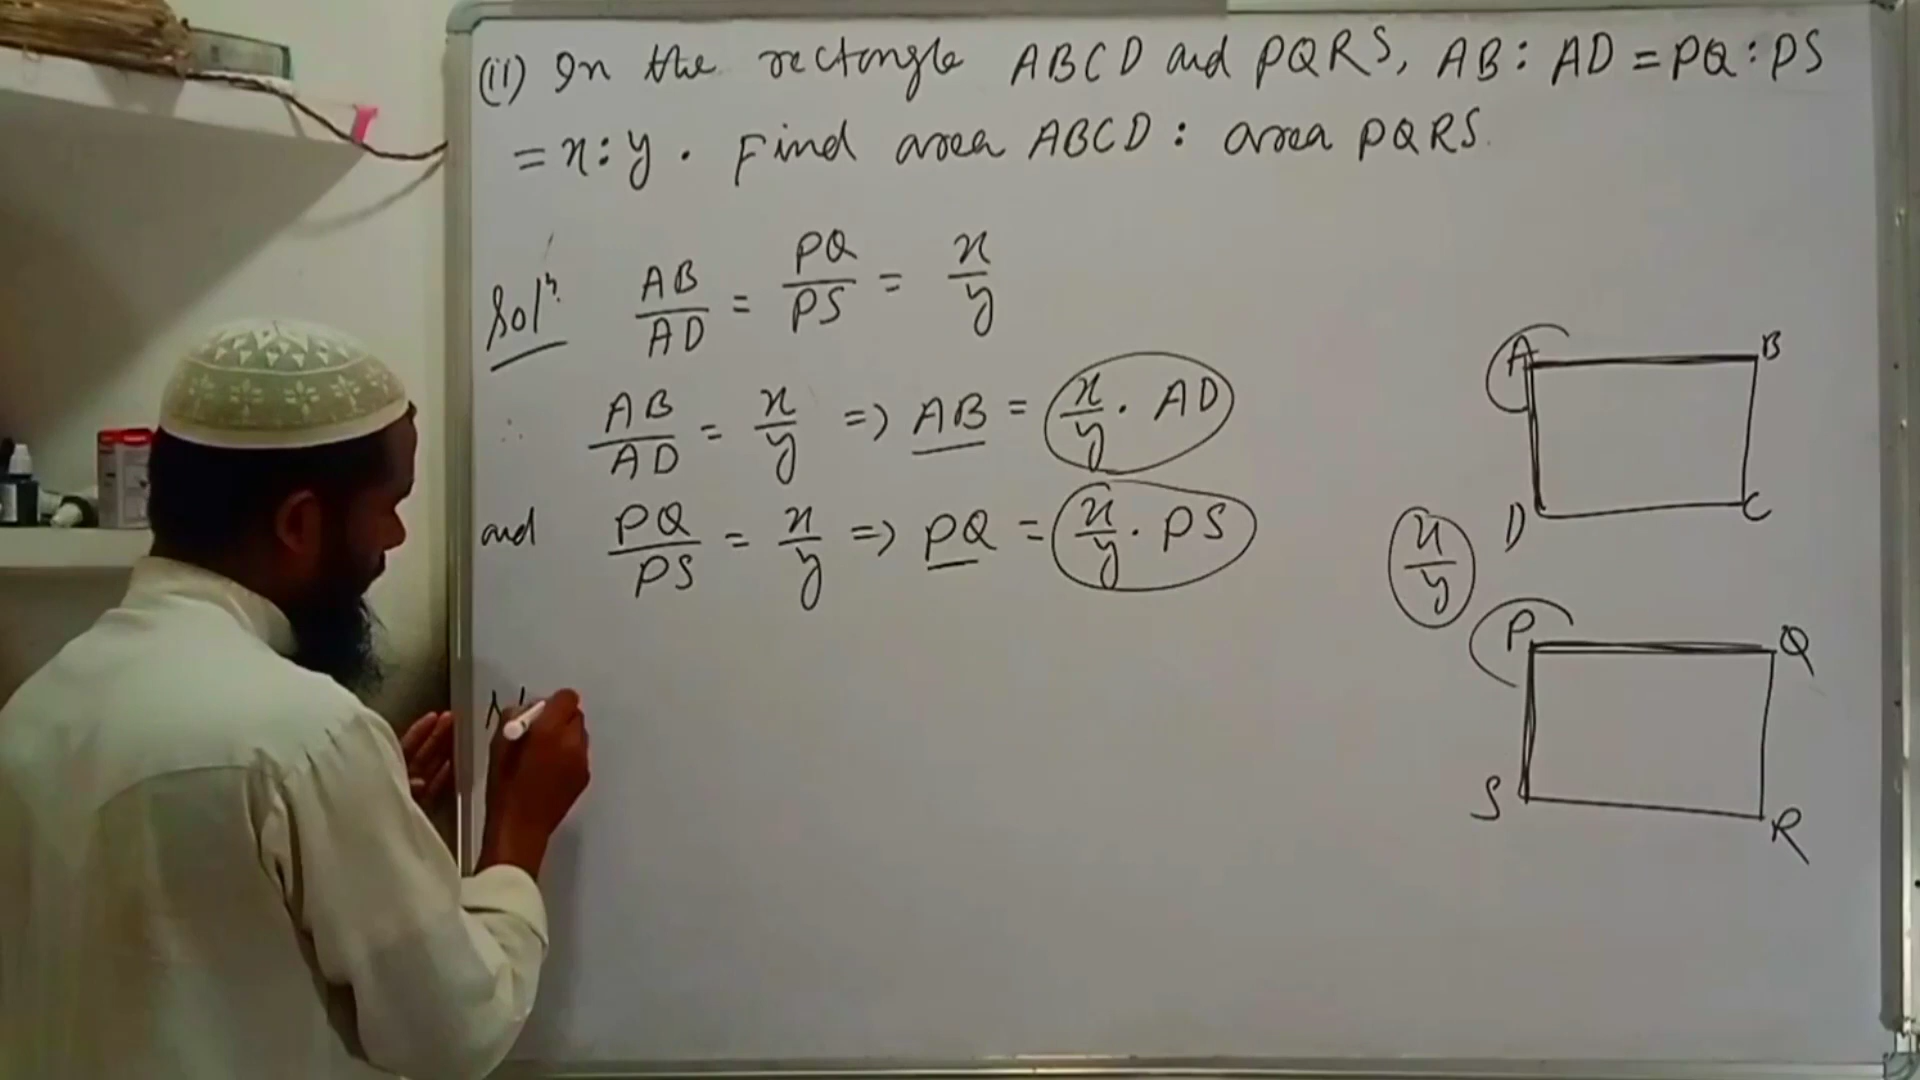 (ii) In the rectangle ABCD and PQRS, AB : AD = PQ : PS
= x : y . Find area ABCD : area PQRS.
Solⁿ. AB/AD = PQ/PS = x/y
∴ AB/AD = x/y => AB = x/y . AD
and PQ/PS = x/y => PQ = x/y . PS
A B
D C
x/y
P Q
S R